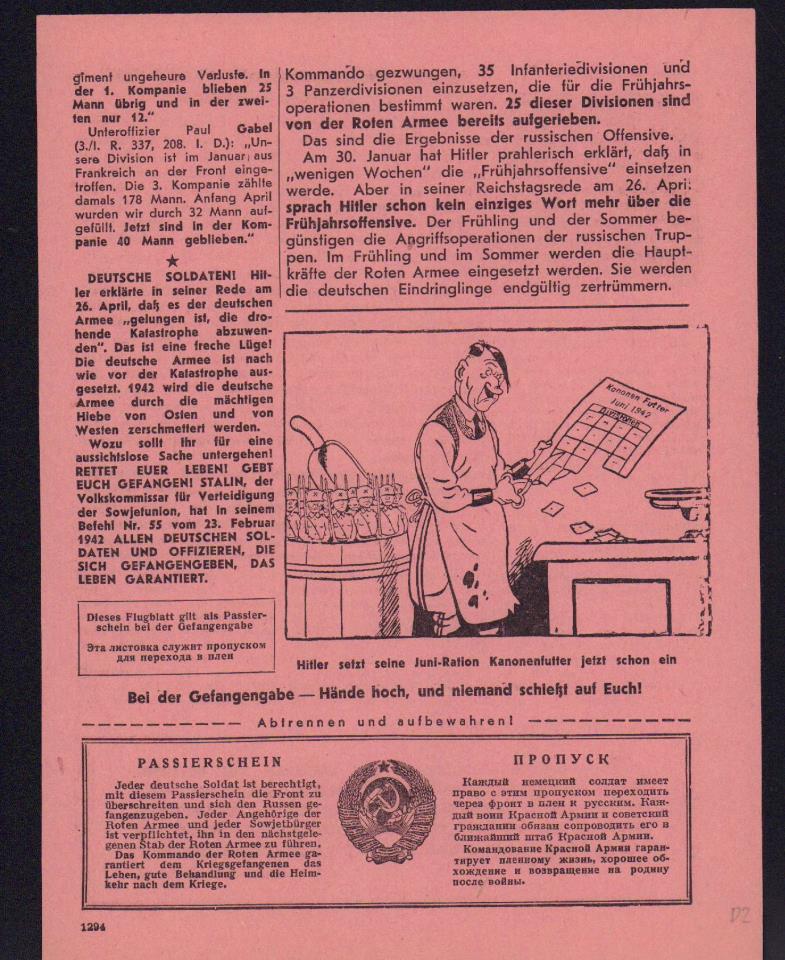 giment ungeheure Verluste. In
der 1. Kompanie blieben 25
Mann übrig und in der zwei-
ten nur 12."
Unteroffizier Paul Gabel
(3./I. R. 337, 208. I. D.): „Un-
sere Division ist im Januar aus
Frankreich an der Front einge-
troffen. Die 3. Kompanie zählte
damals 178 Mann. Anfang April
wurden wir durch 32 Mann auf-
gefüllt. Jetzt sind in der Kom-
panie 40 Mann geblieben."
★
DEUTSCHE SOLDATEN! Hit-
ler erklärte in seiner Rede am
26. April, daß es der deutschen
Armee „gelungen ist, die dro-
hende Katastrophe abzuwen-
den". Das ist eine freche Lüge!
Die deutsche Armee ist nach
wie vor der Katastrophe aus-
gesetzt. 1942 wird die deutsche
Armee durch die mächtigen
Hiebe von Osten und von
Westen zerschmettert werden.
Wozu sollt Ihr für eine
aussichtslose Sache untergehen!
RETTET EUER LEBEN! GEBT
EUCH GEFANGEN! STALIN, der
Volkskommissar für Verteidigung
der Sowjetunion, hat in seinem
Befehl Nr. 55 vom 23. Februar
1942 ALLEN DEUTSCHEN SOL-
DATEN UND OFFIZIEREN, DIE
SICH GEFANGENGEBEN, DAS
LEBEN GARANTIERT.
Dieses Flugblatt gilt als Passier-
schein bei der Gefangengabe
Эта листовка служит пропуском
для перехода в плен
Kommando gezwungen, 35 Infanteriedivisionen und
3 Panzerdivisionen einzusetzen, die für die Frühjahrs-
operationen bestimmt waren. 25 dieser Divisionen sind
von der Roten Armee bereits aufgerieben.
Das sind die Ergebnisse der russischen Offensive.
Am 30. Januar hat Hitler prahlerisch erklärt, daß in
„wenigen Wochen" die „Frühjahrsoffensive" einsetzen
werde. Aber in seiner Reichstagsrede am 26. April
sprach Hitler schon kein einziges Wort mehr über die
Frühjahrsoffensive. Der Frühling und der Sommer be-
günstigen die Angriffsoperationen der russischen Trup-
pen. Im Frühling und im Sommer werden die Haupt-
kräfte der Roten Armee eingesetzt werden. Sie werden
die deutschen Eindringlinge endgültig zertrümmern.
Kanonen Futter
Juni 1942
Hitler setzt seine Juni-Ration Kanonenfutter jetzt schon ein
Bei der Gefangengabe — Hände hoch, und niemand schießt auf Euch!
Abtrennen und aufbewahren!
PASSIERSCHEIN
Jeder deutsche Soldat ist berechtigt,
mit diesem Passierschein die Front zu
überschreiten und sich den Russen ge-
fangenzugeben. Jeder Angehörige der
Roten Armee und jeder Sowjetbürger
ist verpflichtet, ihn in den nächstgele-
genen Stab der Roten Armee zu führen.
Das Kommando der Roten Armee ga-
rantiert dem Kriegsgefangenen das
Leben, gute Behandlung und die Heim-
kehr nach dem Kriege.
ПРОПУСК
Каждый немецкий солдат имеет
право с этим пропуском переходить
через фронт в плен к русским. Каж-
дый воин Красной Армии и советский
гражданин обязан сопроводить его в
ближайший штаб Красной Армии.
Командование Красной Армии гаран-
тирует пленному жизнь, хорошее об-
хождение и возвращение на родину
после войны.
1294
D2